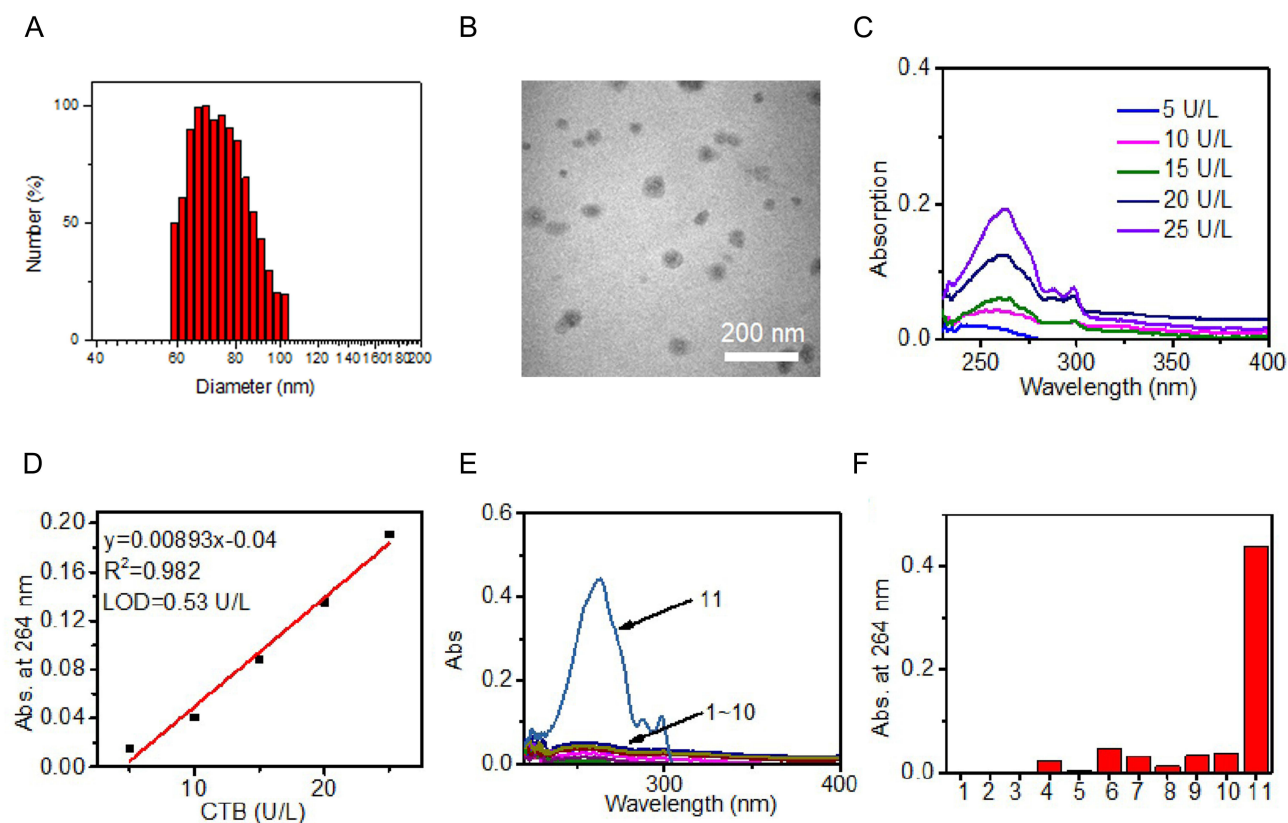 A
B
C
100
50
0
Number (%)
40
60
80
100
120
140
160
180
200
Diameter (nm)
200 nm
0.4
0.2
0.0
Absorption
5 U/L
10 U/L
15 U/L
20 U/L
25 U/L
250
300
350
400
Wavelength (nm)
D
E
F
0.20
0.16
0.12
0.08
0.04
0.00
Abs. at 264 nm
y=0.00893x-0.04
R²=0.982
LOD=0.53 U/L
10
20
CTB (U/L)
0.6
0.4
0.2
0.0
Abs
11
1~10
300
400
Wavelength (nm)
0.4
0.2
0.0
Abs. at 264 nm
1 2 3 4 5 6 7 8 9 10 11